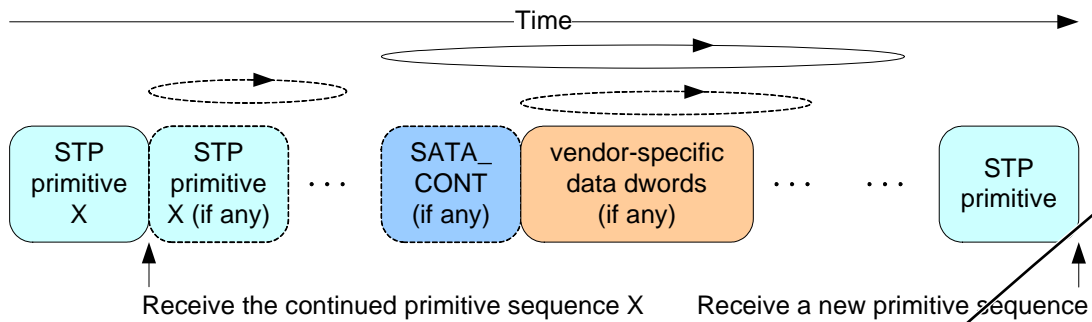 Time
STP
primitive
X
STP
primitive
X (if any)
. . .
SATA_
CONT
(if any)
vendor-specific
data dwords
(if any)
. . .
. . .
STP
primitive
Receive the continued primitive sequence X
Receive a new primitive sequence